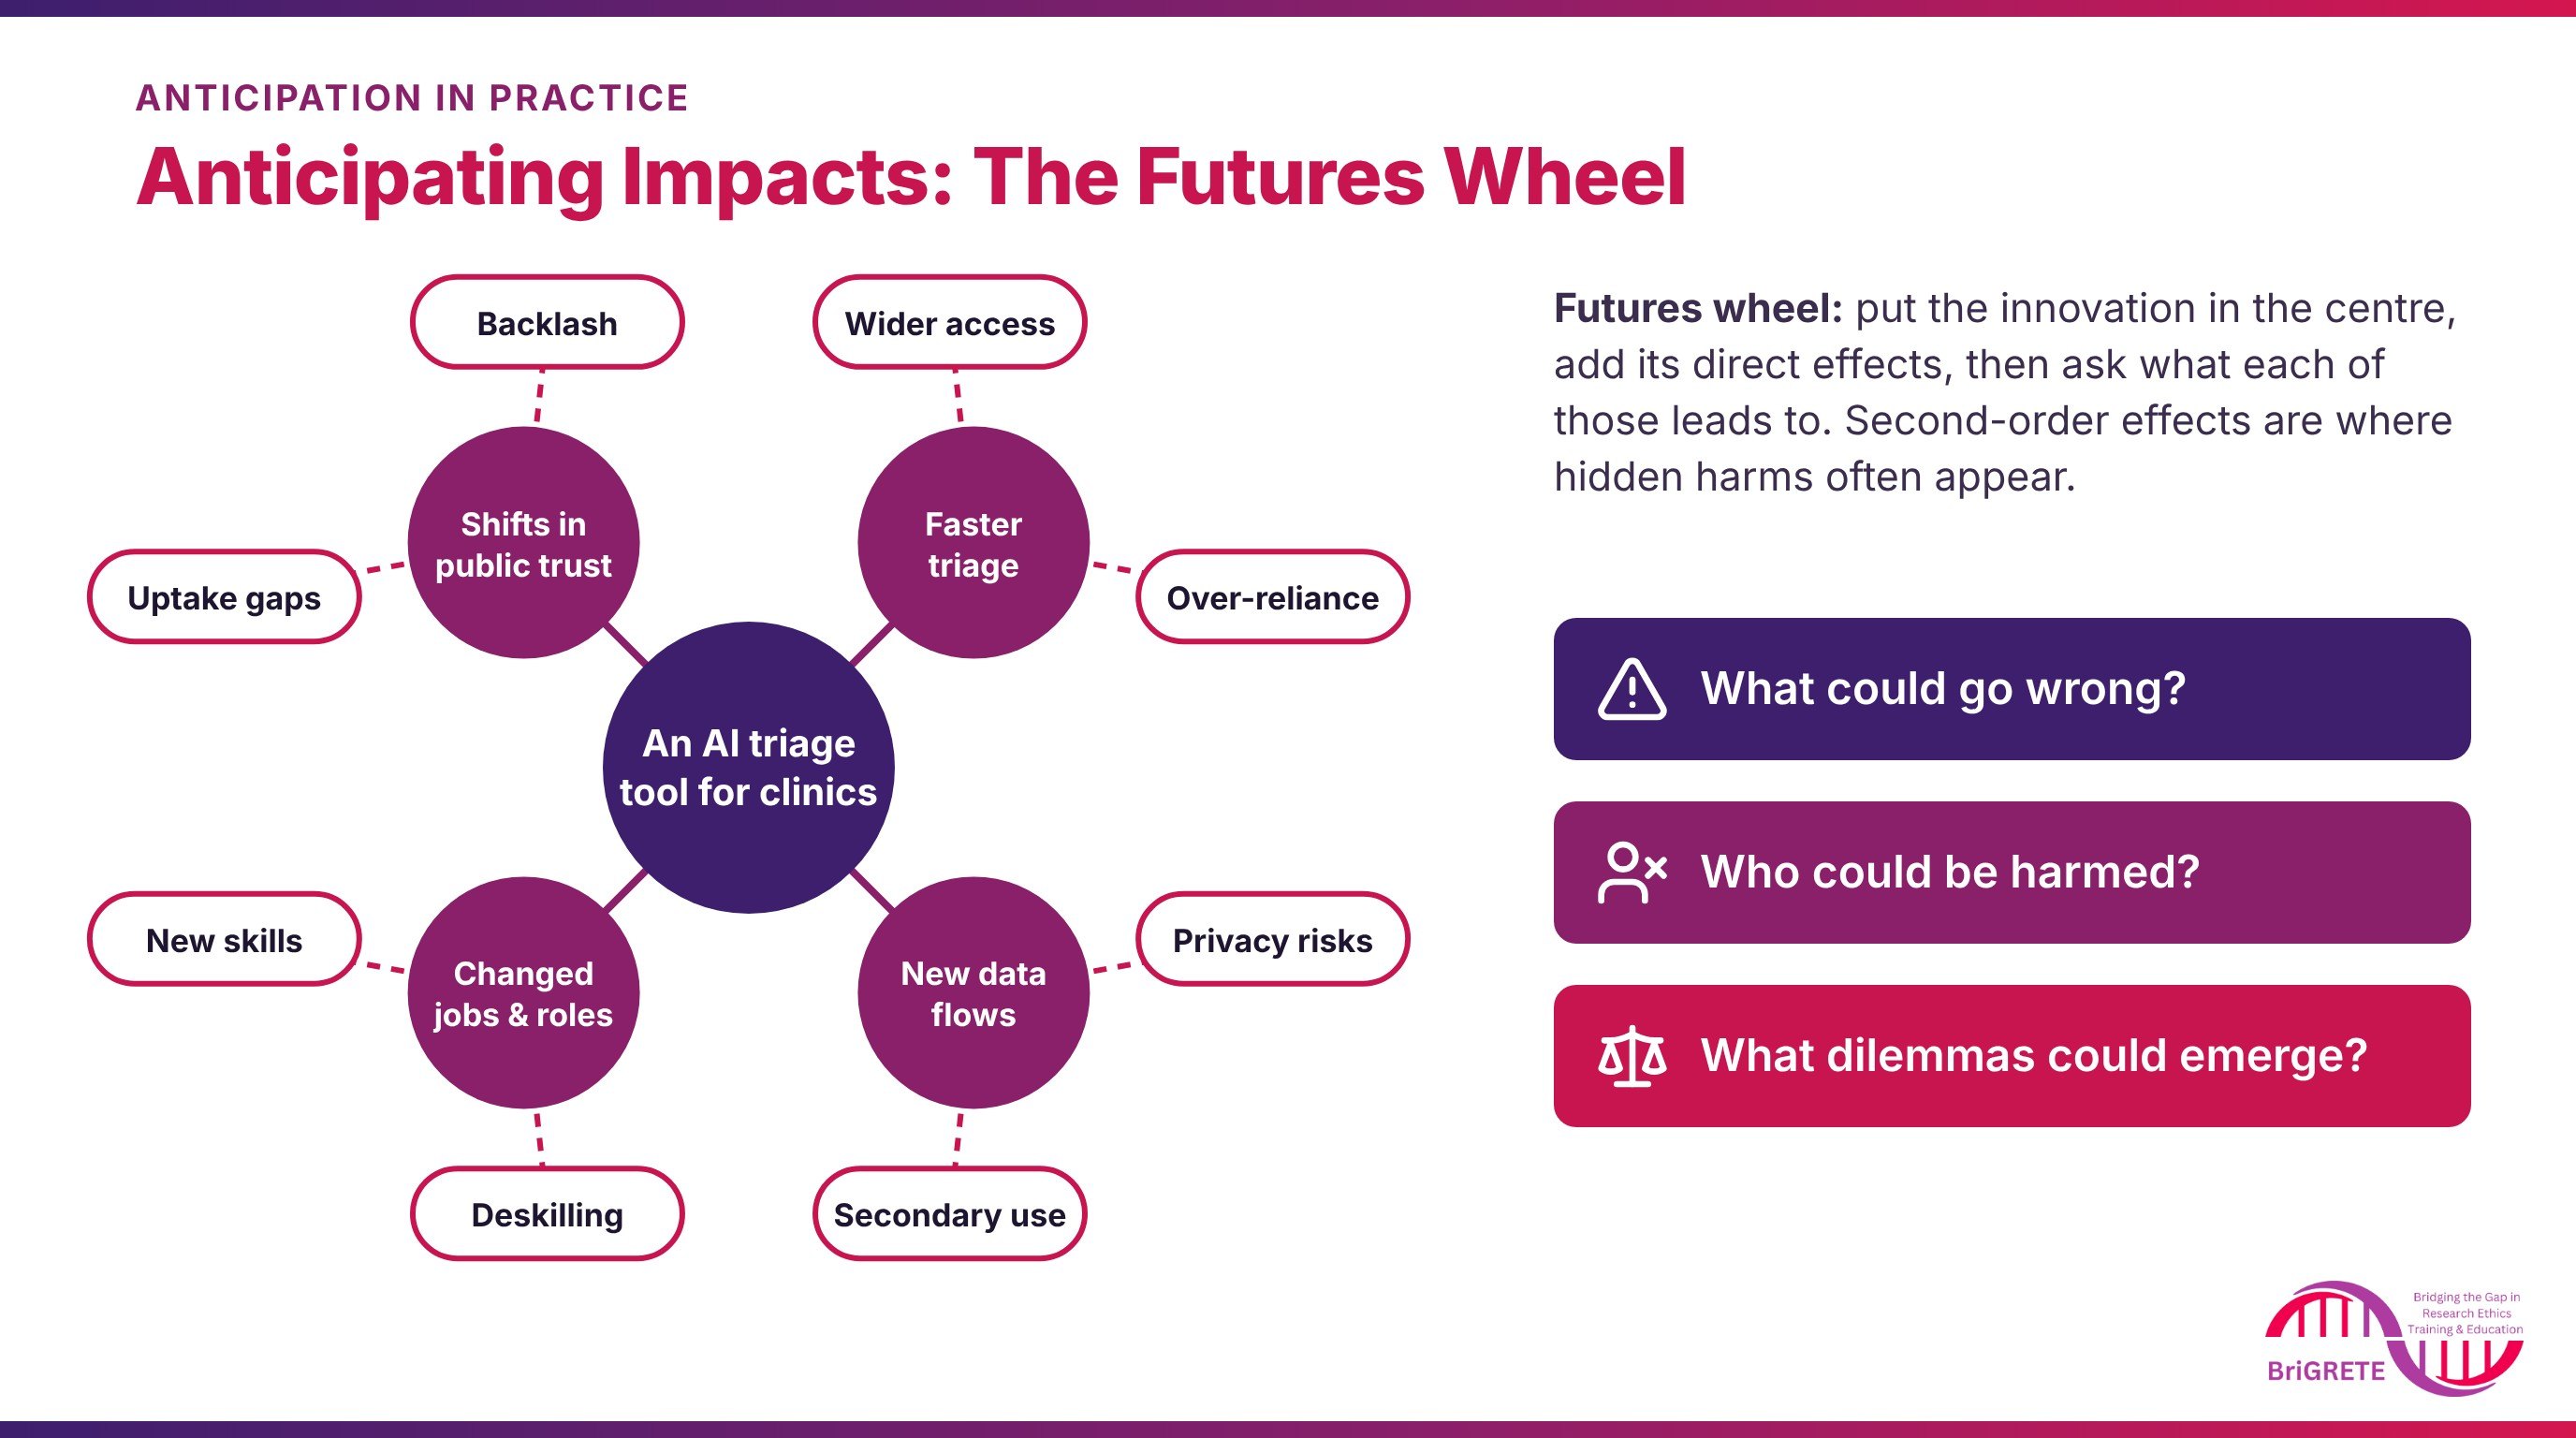 ANTICIPATION IN PRACTICE
Anticipating Impacts: The Futures Wheel
Backlash
Wider access
Shifts in
public trust
Faster
triage
Uptake gaps
Over-reliance
An AI triage
tool for clinics
New skills
Privacy risks
Changed
jobs & roles
New data
flows
Deskilling
Secondary use
Futures wheel: put the innovation in the centre,
add its direct effects, then ask what each of
those leads to. Second-order effects are where
hidden harms often appear.
What could go wrong?
Who could be harmed?
What dilemmas could emerge?
Bridging the Gap in
Research Ethics
Training & Education
BriGRETE